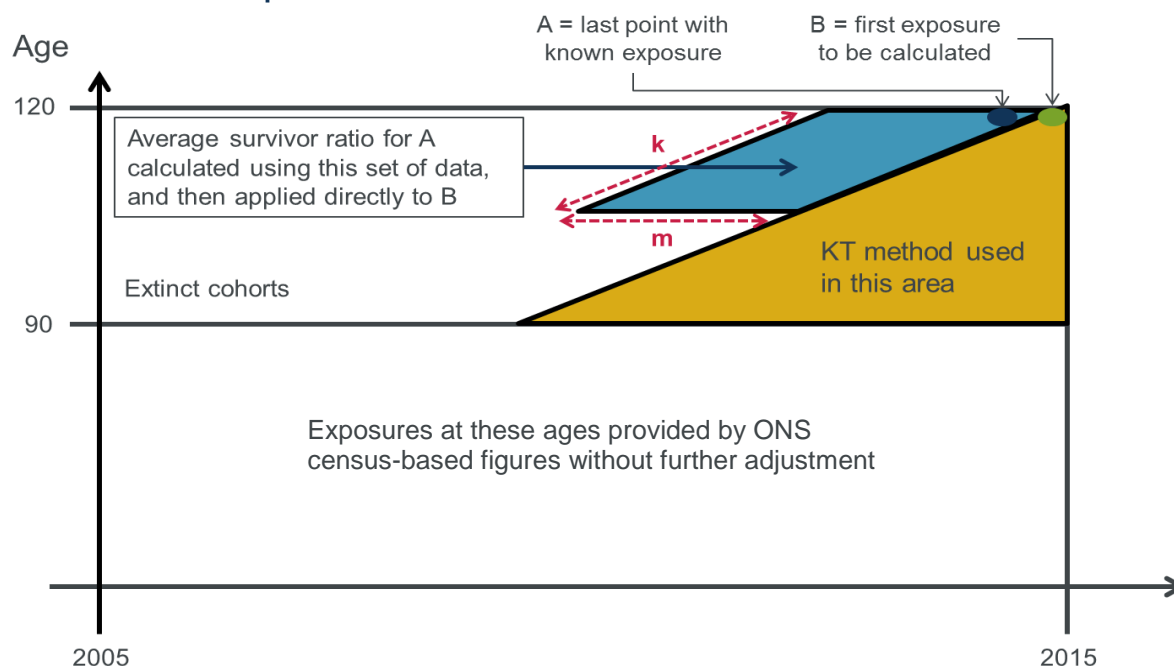 A = last point with
known exposure
B = first exposure
to be calculated
Age
120
Average survivor ratio for A
calculated using this set of data,
and then applied directly to B
k
m
KT method used
in this area
Extinct cohorts
90
Exposures at these ages provided by ONS
census-based figures without further adjustment
2005
2015